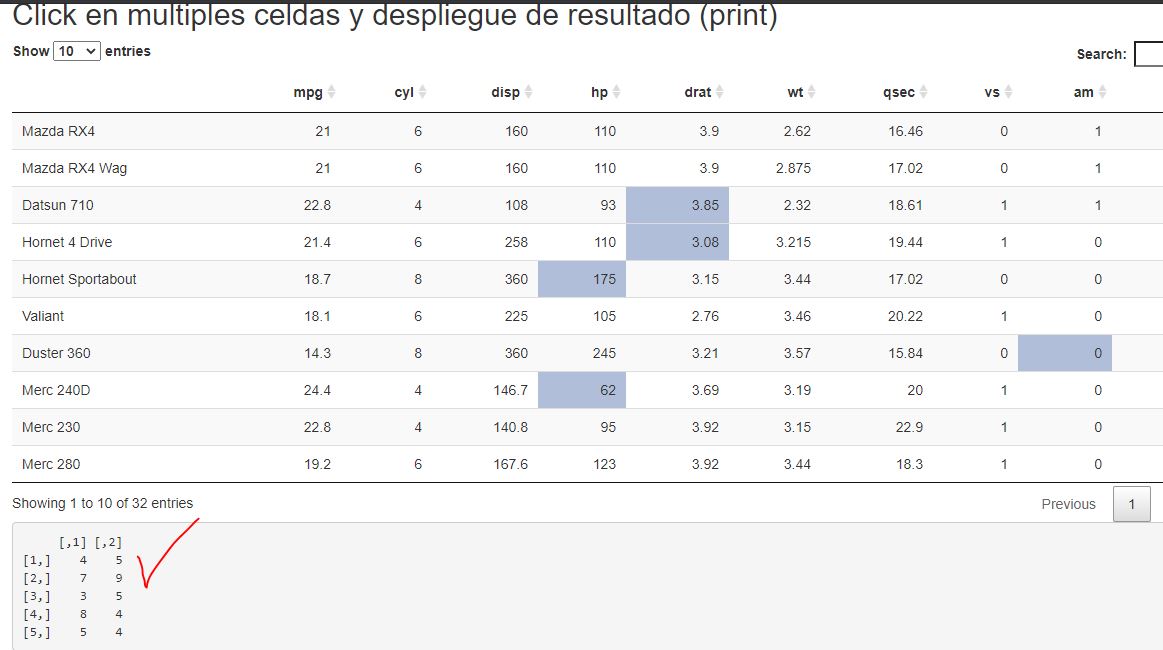 Click en multiples celdas y despliegue de resultado (print)
Show 10 entries
Search:
mpg cyl disp hp drat wt qsec vs am
Mazda RX4 21 6 160 110 3.9 2.62 16.46 0 1
Mazda RX4 Wag 21 6 160 110 3.9 2.875 17.02 0 1
Datsun 710 22.8 4 108 93 3.85 2.32 18.61 1 1
Hornet 4 Drive 21.4 6 258 110 3.08 3.215 19.44 1 0
Hornet Sportabout 18.7 8 360 175 3.15 3.44 17.02 0 0
Valiant 18.1 6 225 105 2.76 3.46 20.22 1 0
Duster 360 14.3 8 360 245 3.21 3.57 15.84 0 0
Merc 240D 24.4 4 146.7 62 3.69 3.19 20 1 0
Merc 230 22.8 4 140.8 95 3.92 3.15 22.9 1 0
Merc 280 19.2 6 167.6 123 3.92 3.44 18.3 1 0
Showing 1 to 10 of 32 entries
Previous 1
[,1] [,2]
[1,] 4 5
[2,] 7 9
[3,] 3 5
[4,] 8 4
[5,] 5 4